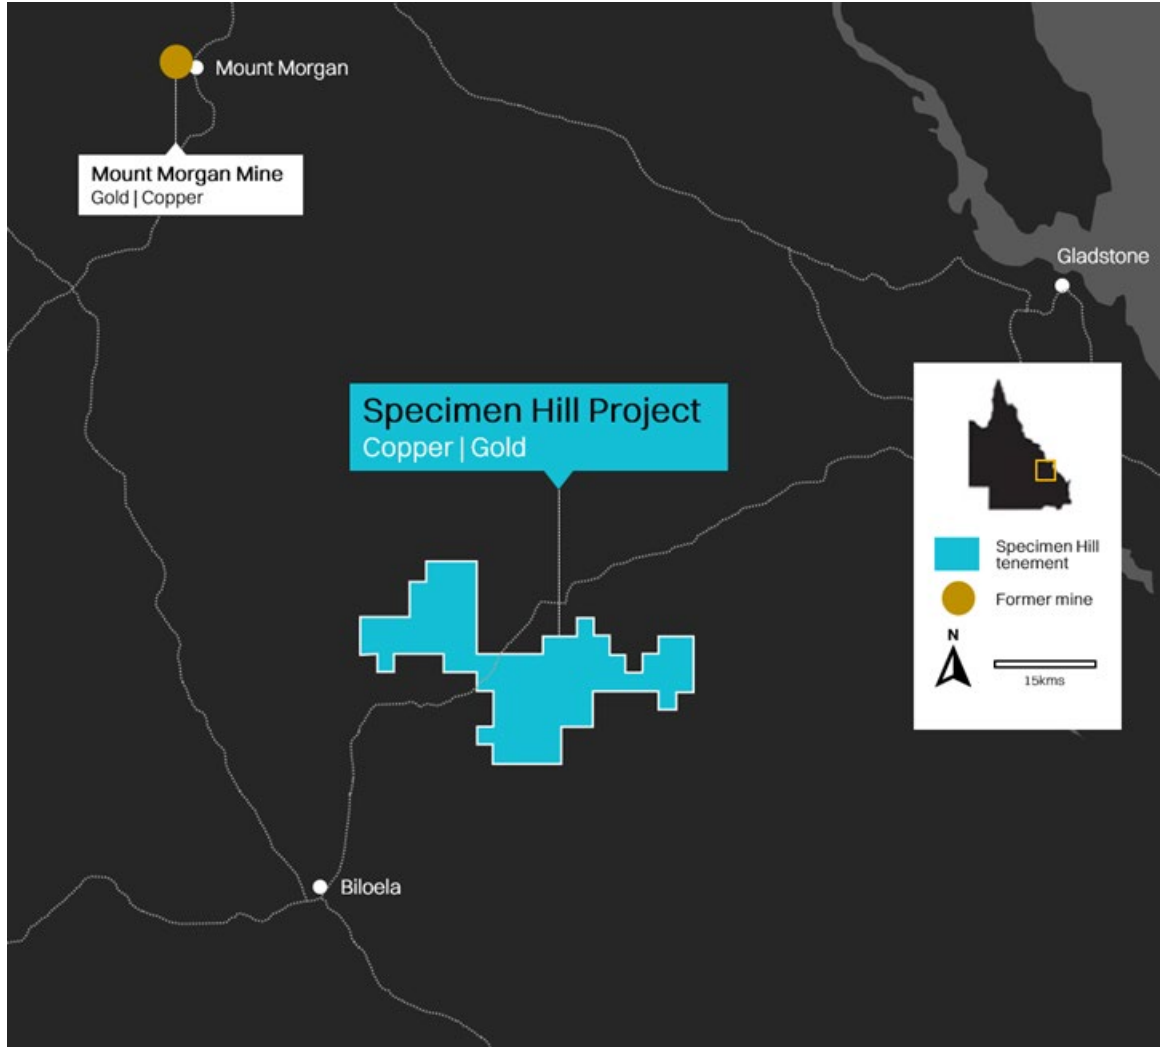 Mount Morgan
Mount Morgan Mine
Gold | Copper
Gladstone
Specimen Hill Project
Copper | Gold
Specimen Hill
tenement
Former mine
N
15kms
Biloela